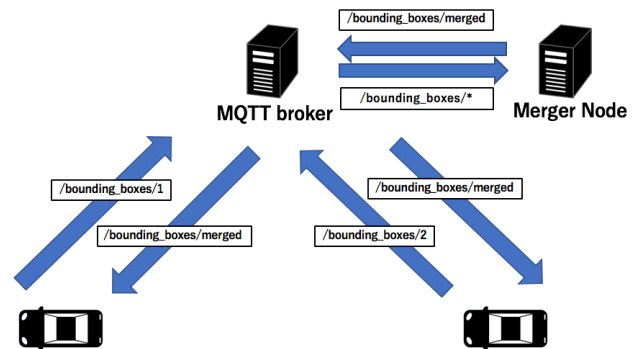 /bounding_boxes/merged
/bounding_boxes/*
MQTT broker
Merger Node
/bounding_boxes/1
/bounding_boxes/merged
/bounding_boxes/merged
/bounding_boxes/2